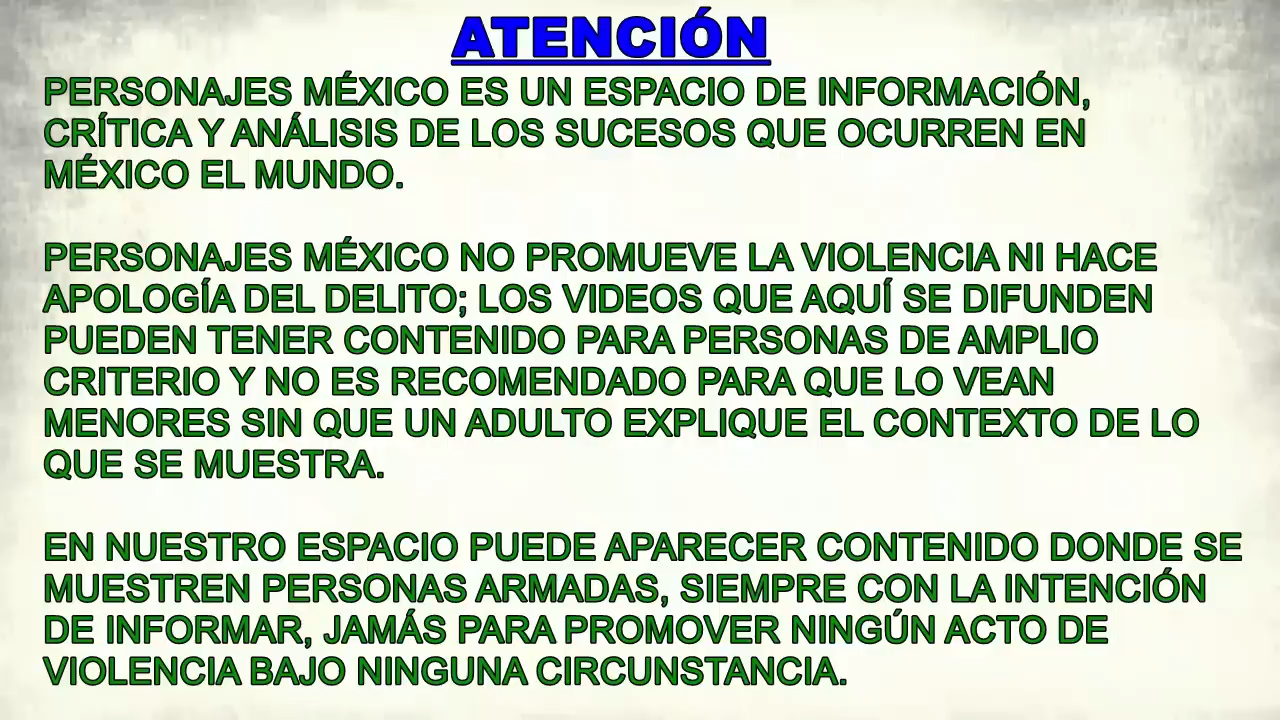 ATENCIÓN
PERSONAJES MÉXICO ES UN ESPACIO DE INFORMACIÓN,
CRÍTICA Y ANÁLISIS DE LOS SUCESOS QUE OCURREN EN
MÉXICO EL MUNDO.
PERSONAJES MÉXICO NO PROMUEVE LA VIOLENCIA NI HACE
APOLOGÍA DEL DELITO; LOS VIDEOS QUE AQUÍ SE DIFUNDEN
PUEDEN TENER CONTENIDO PARA PERSONAS DE AMPLIO
CRITERIO Y NO ES RECOMENDADO PARA QUE LO VEAN
MENORES SIN QUE UN ADULTO EXPLIQUE EL CONTEXTO DE LO
QUE SE MUESTRA.
EN NUESTRO ESPACIO PUEDE APARECER CONTENIDO DONDE SE
MUESTREN PERSONAS ARMADAS, SIEMPRE CON LA INTENCIÓN
DE INFORMAR, JAMÁS PARA PROMOVER NINGÚN ACTO DE
VIOLENCIA BAJO NINGUNA CIRCUNSTANCIA.